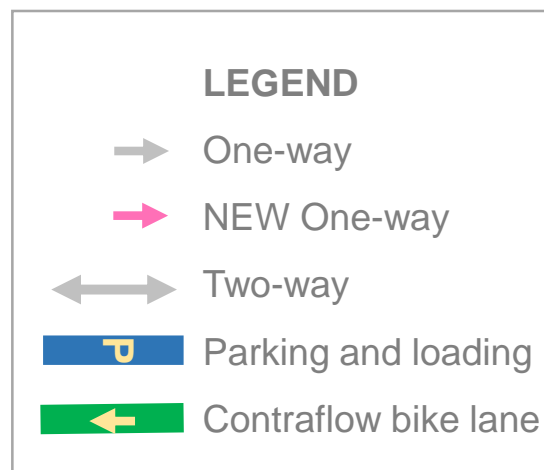 LEGEND
One-way
NEW One-way
Two-way
P Parking and loading
Contraflow bike lane